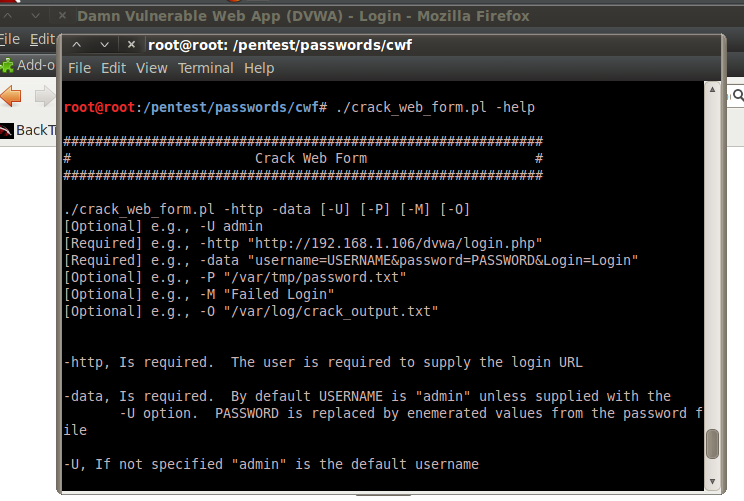 Damn Vulnerable Web App (DVWA) - Login - Mozilla Firefox
File Edit
root@root: /pentest/passwords/cwf
Add-o
File Edit View Terminal Help
BackTr
root@root:/pentest/passwords/cwf# ./crack_web_form.pl -help
############################################################
# Crack Web Form #
############################################################
./crack_web_form.pl -http -data [-U] [-P] [-M] [-O]
[Optional] e.g., -U admin
[Required] e.g., -http "http://192.168.1.106/dvwa/login.php"
[Required] e.g., -data "username=USERNAME&password=PASSWORD&Login=Login"
[Optional] e.g., -P "/var/tmp/password.txt"
[Optional] e.g., -M "Failed Login"
[Optional] e.g., -O "/var/log/crack_output.txt"
-http, Is required.  The user is required to supply the login URL
-data, Is required.  By default USERNAME is "admin" unless supplied with the
-U option.  PASSWORD is replaced by enemerated values from the password f
ile
-U, If not specified "admin" is the default username